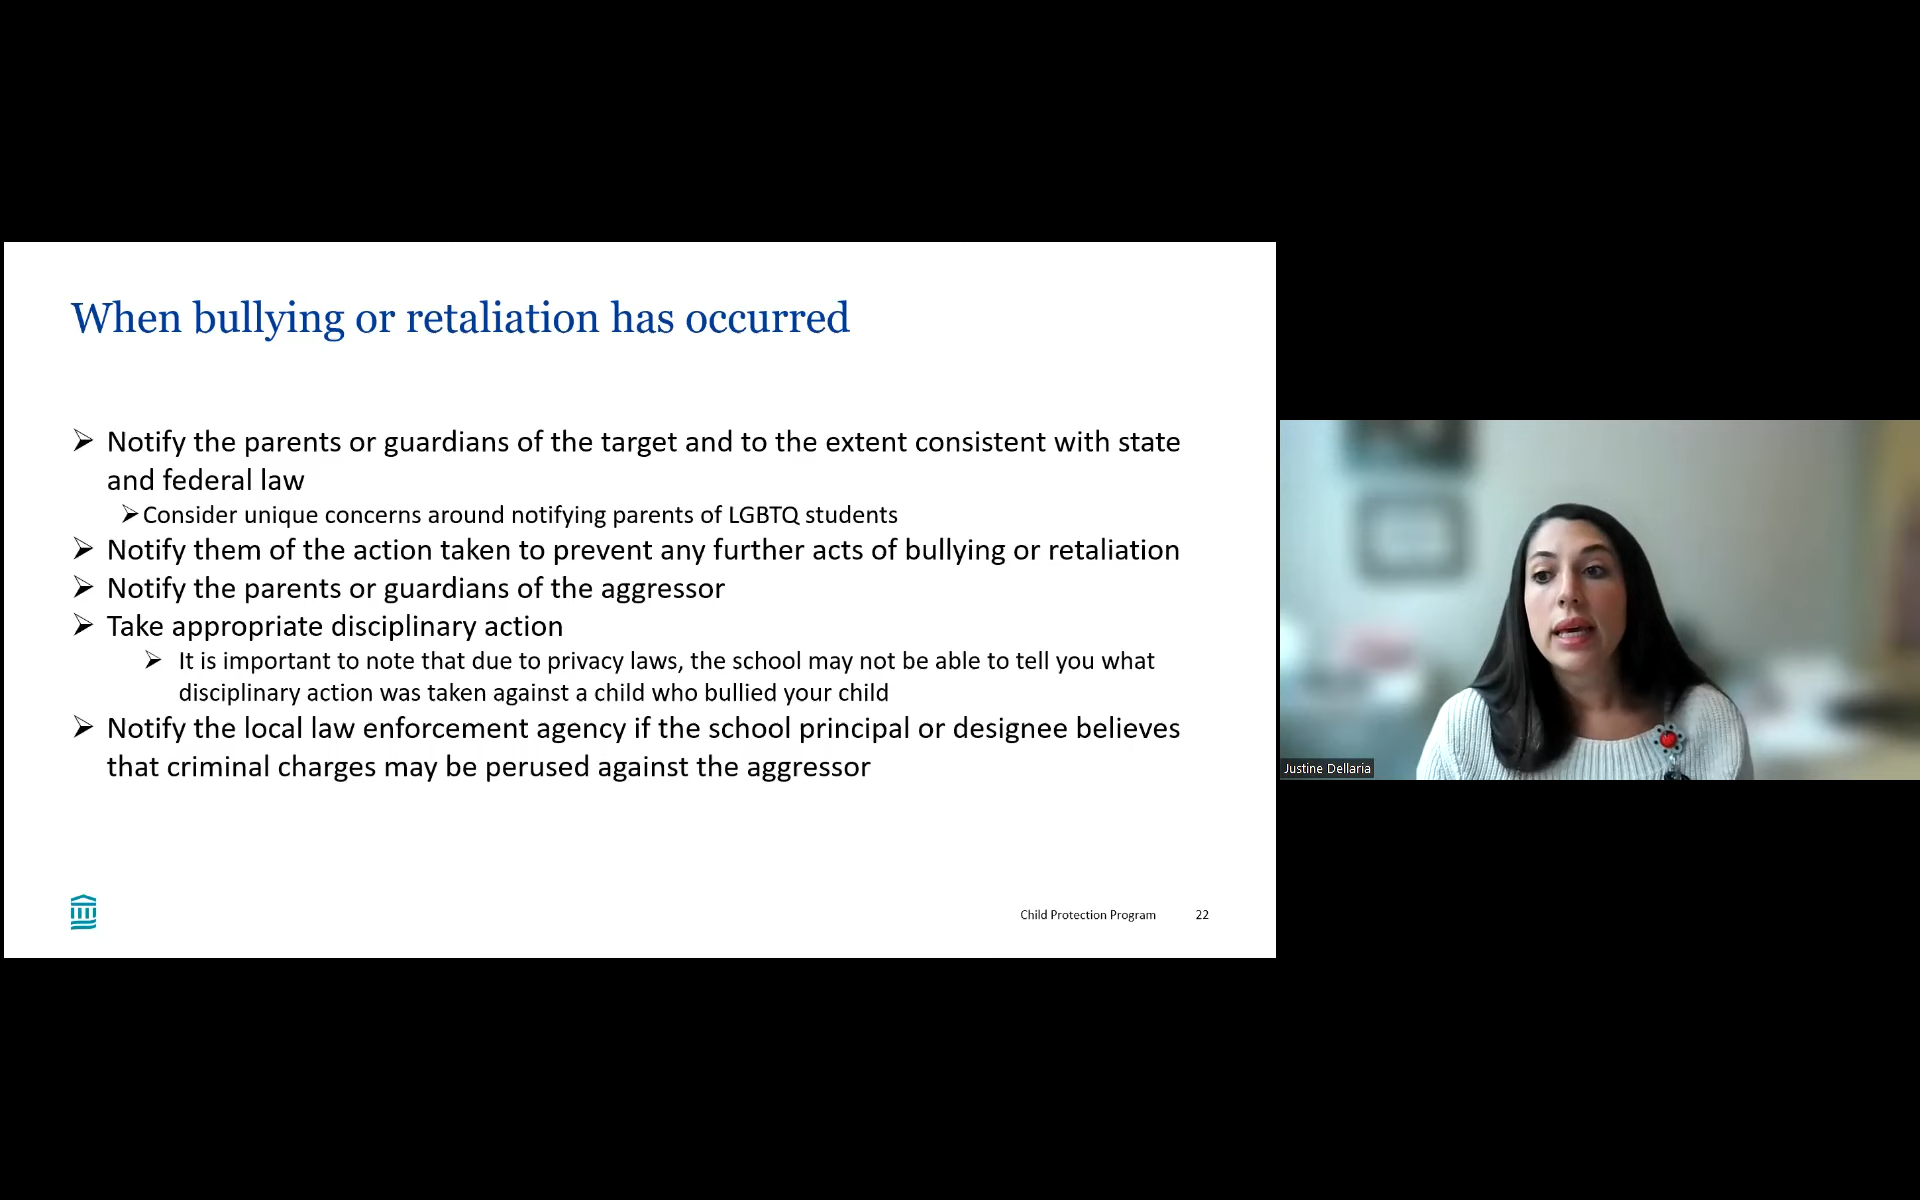 When bullying or retaliation has occurred
➢ Notify the parents or guardians of the target and to the extent consistent with state
and federal law
➢ Consider unique concerns around notifying parents of LGBTQ students
➢ Notify them of the action taken to prevent any further acts of bullying or retaliation
➢ Notify the parents or guardians of the aggressor
➢ Take appropriate disciplinary action
➢ It is important to note that due to privacy laws, the school may not be able to tell you what
disciplinary action was taken against a child who bullied your child
➢ Notify the local law enforcement agency if the school principal or designee believes
that criminal charges may be perused against the aggressor
Child Protection Program 22
Justine Dellaria